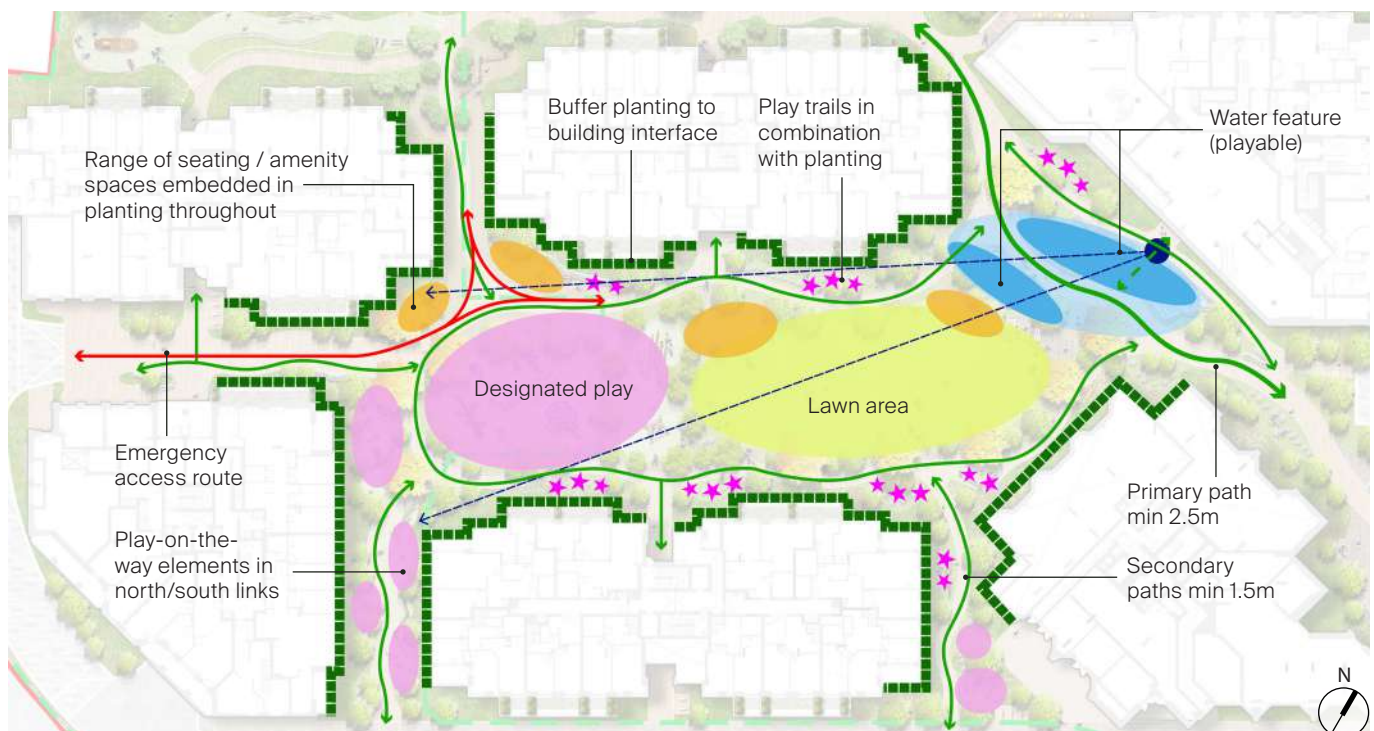 Buffer planting to
building interface
Play trails in
combination
with planting
Water feature
(playable)
Range of seating / amenity
spaces embedded in
planting throughout
Designated play
Lawn area
Emergency
access route
Play-on-the-
way elements in
north/south links
Primary path
min 2.5m
Secondary
paths min 1.5m
N